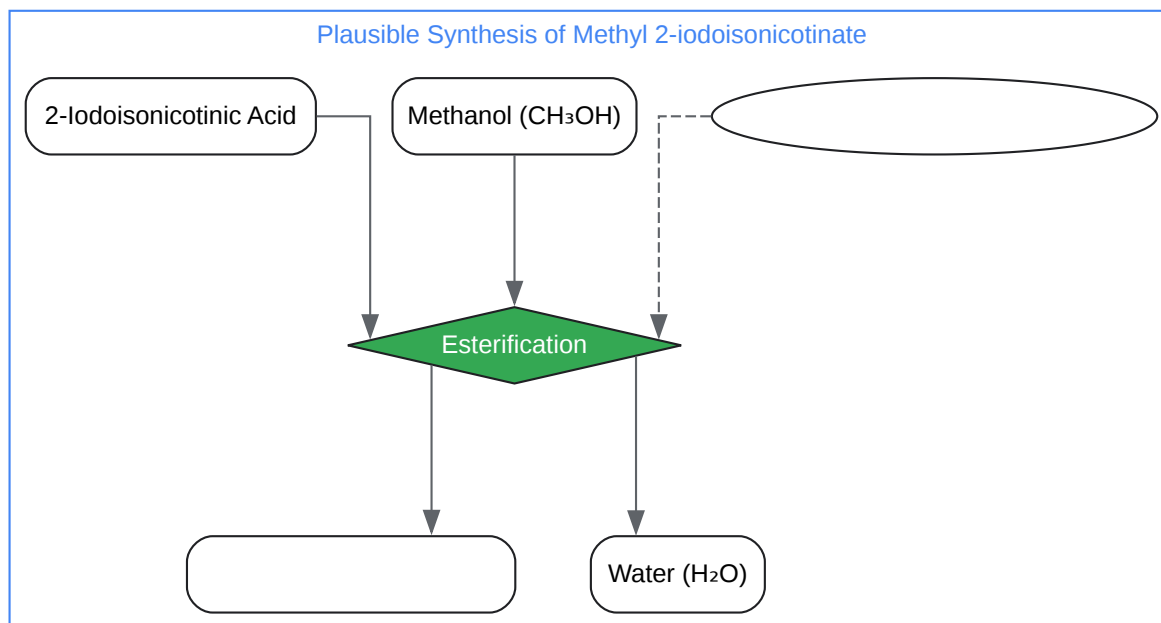 Plausible Synthesis of Methyl 2-iodoisonicotinate
2-Iodoisonicotinic Acid
Methanol (CH₃OH)
Esterification
Water (H₂O)